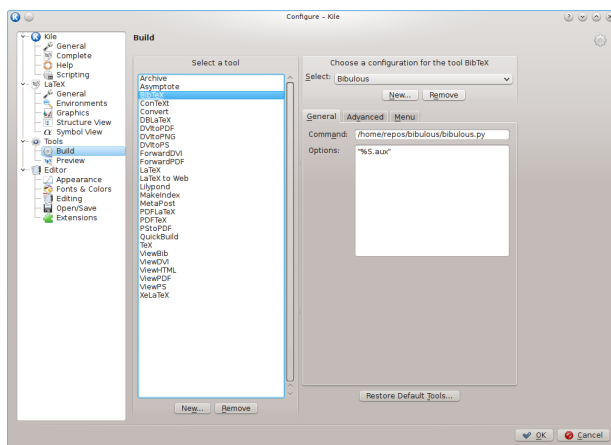 Configure – Kile
Kile
General
Complete
Help
Scripting
LaTeX
General
Environments
Graphics
Structure View
Symbol View
Tools
Build
Preview
Editor
Appearance
Fonts & Colors
Editing
Open/Save
Extensions
Build
Select a tool
Archive
Asymptote
BibTeX
ConTeXt
Convert
DBLaTeX
DVItoPDF
DVItoPNG
DVItoPS
ForwardDVI
ForwardPDF
LaTeX
LaTeX to Web
Lilypond
MakeIndex
MetaPost
PDFLaTeX
PDFTeX
PStoPDF
QuickBuild
TeX
ViewBib
ViewDVI
ViewHTML
ViewPDF
ViewPS
XeLaTeX
New... Remove
Choose a configuration for the tool BibTeX
Select: Bibulous
New... Remove
General Advanced Menu
Command: /home/repos/bibulous/bibulous.py
Options: "%S.aux"
Restore Default Tools...
OK Cancel